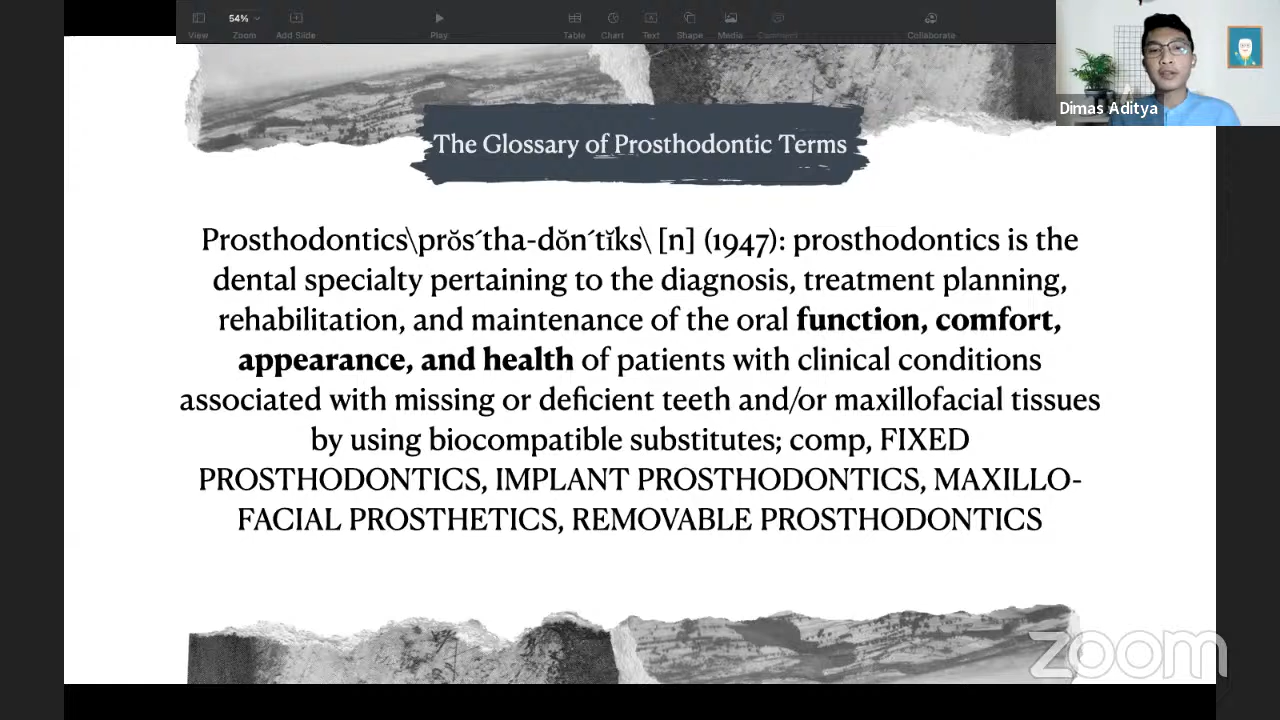 54%
View
Zoom
Add Slide
Play
Table
Chart
Text
Shape
Media
Comment
Collaborate
Dimas Aditya
The Glossary of Prosthodontic Terms
Prosthodontics\prŏs´tha-dŏn´tĭks\ [n] (1947): prosthodontics is the
dental specialty pertaining to the diagnosis, treatment planning,
rehabilitation, and maintenance of the oral function, comfort,
appearance, and health of patients with clinical conditions
associated with missing or deficient teeth and/or maxillofacial tissues
by using biocompatible substitutes; comp, FIXED
PROSTHODONTICS, IMPLANT PROSTHODONTICS, MAXILLO-
FACIAL PROSTHETICS, REMOVABLE PROSTHODONTICS
zoom